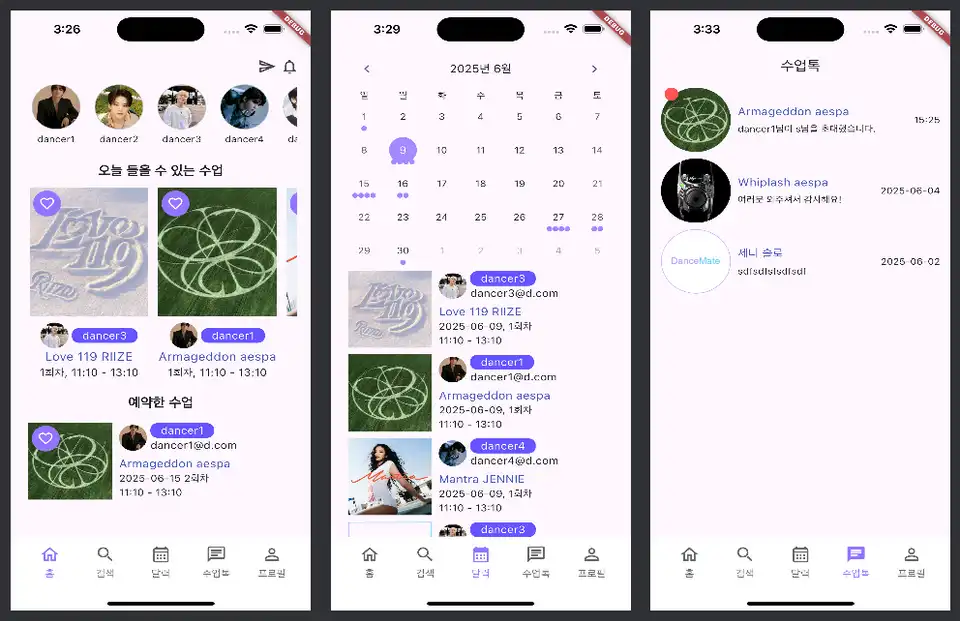 3:26
DEBUG
dancer1 dancer2 dancer3 dancer4
오늘 들을 수 있는 수업
Love 119
RIIZE
dancer3 dancer1
Love 119 RIIZE Armageddon aespa
1회차, 11:10 - 13:10 1회차, 11:10 - 13:10
예약한 수업
dancer1
dancer1@d.com
Armageddon aespa
2025-06-15 2회차
11:10 - 13:10
홈 검색 달력 수업톡 프로필
3:29
DEBUG
2025년 6월
일 월 화 수 목 금 토
1 2 3 4 5 6 7
8 9 10 11 12 13 14
15 16 17 18 19 20 21
22 23 24 25 26 27 28
29 30 1 2 3 4 5
Love 119
RIIZE
dancer3
dancer3@d.com
Love 119 RIIZE
2025-06-09, 1회차
11:10 - 13:10
dancer1
dancer1@d.com
Armageddon aespa
2025-06-09, 1회차
11:10 - 13:10
Mantra
dancer4
dancer4@d.com
Mantra JENNIE
2025-06-09, 1회차
11:10 - 13:10
dancer3
홈 검색 달력 수업톡 프로필
3:33
DEBUG
수업톡
Armageddon aespa
dancer1님이 s님을 초대했습니다.
15:25
Whiplash aespa
여러분 와주셔서 감사해요!
2025-06-04
DanceMate
세니 솔로
2025-06-02
홈 검색 달력 수업톡 프로필